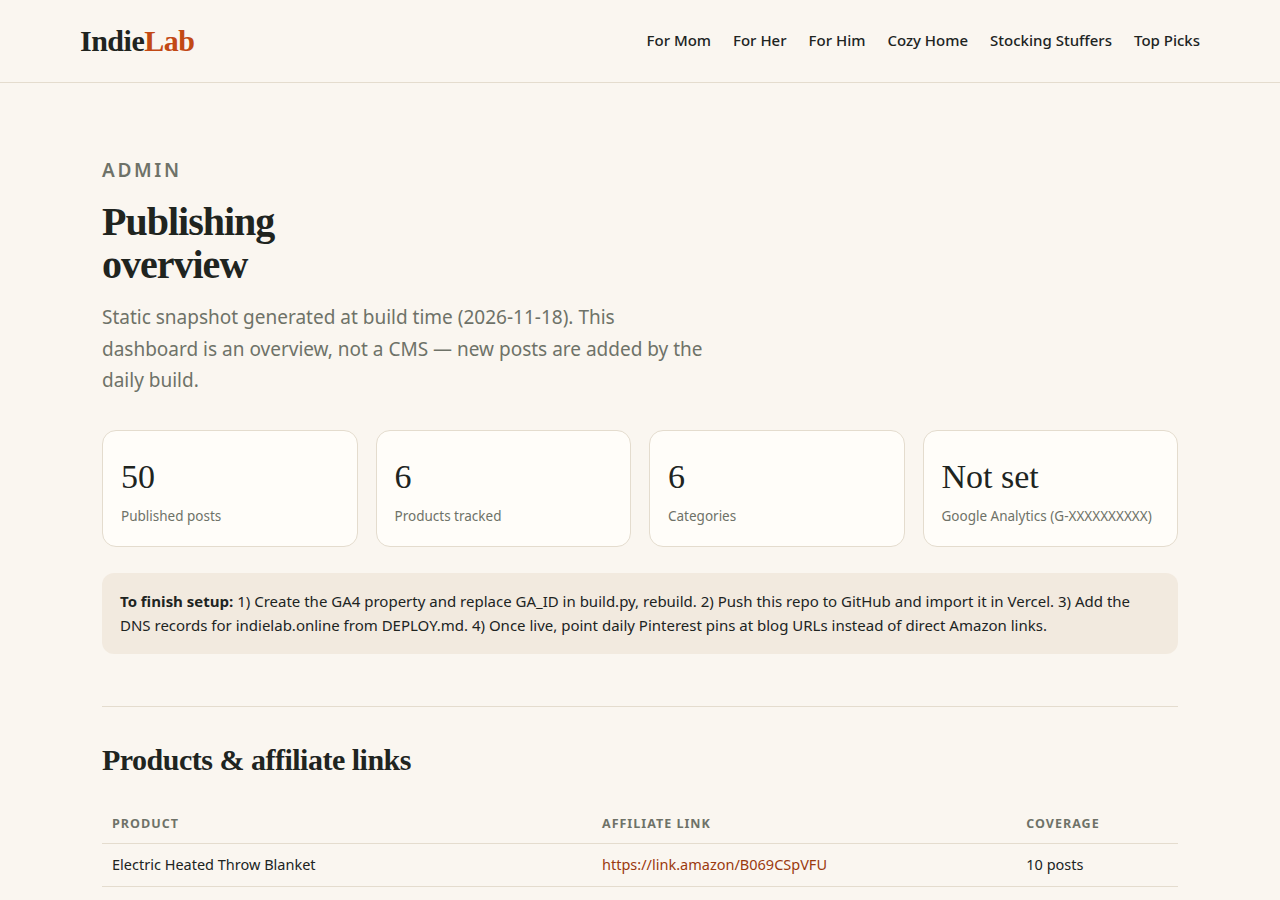 IndieLab
For Mom For Her For Him Cozy Home Stocking Stuffers Top Picks
ADMIN
Publishing
overview
Static snapshot generated at build time (2026-11-18). This
dashboard is an overview, not a CMS — new posts are added by the
daily build.
50
Published posts
6
Products tracked
6
Categories
Not set
Google Analytics (G-XXXXXXXXXX)
To finish setup: 1) Create the GA4 property and replace GA_ID in build.py, rebuild. 2) Push this repo to GitHub and import it in Vercel. 3) Add the
DNS records for indielab.online from DEPLOY.md. 4) Once live, point daily Pinterest pins at blog URLs instead of direct Amazon links.
Products & affiliate links
PRODUCT AFFILIATE LINK COVERAGE
Electric Heated Throw Blanket https://link.amazon/B069CSpVFU 10 posts